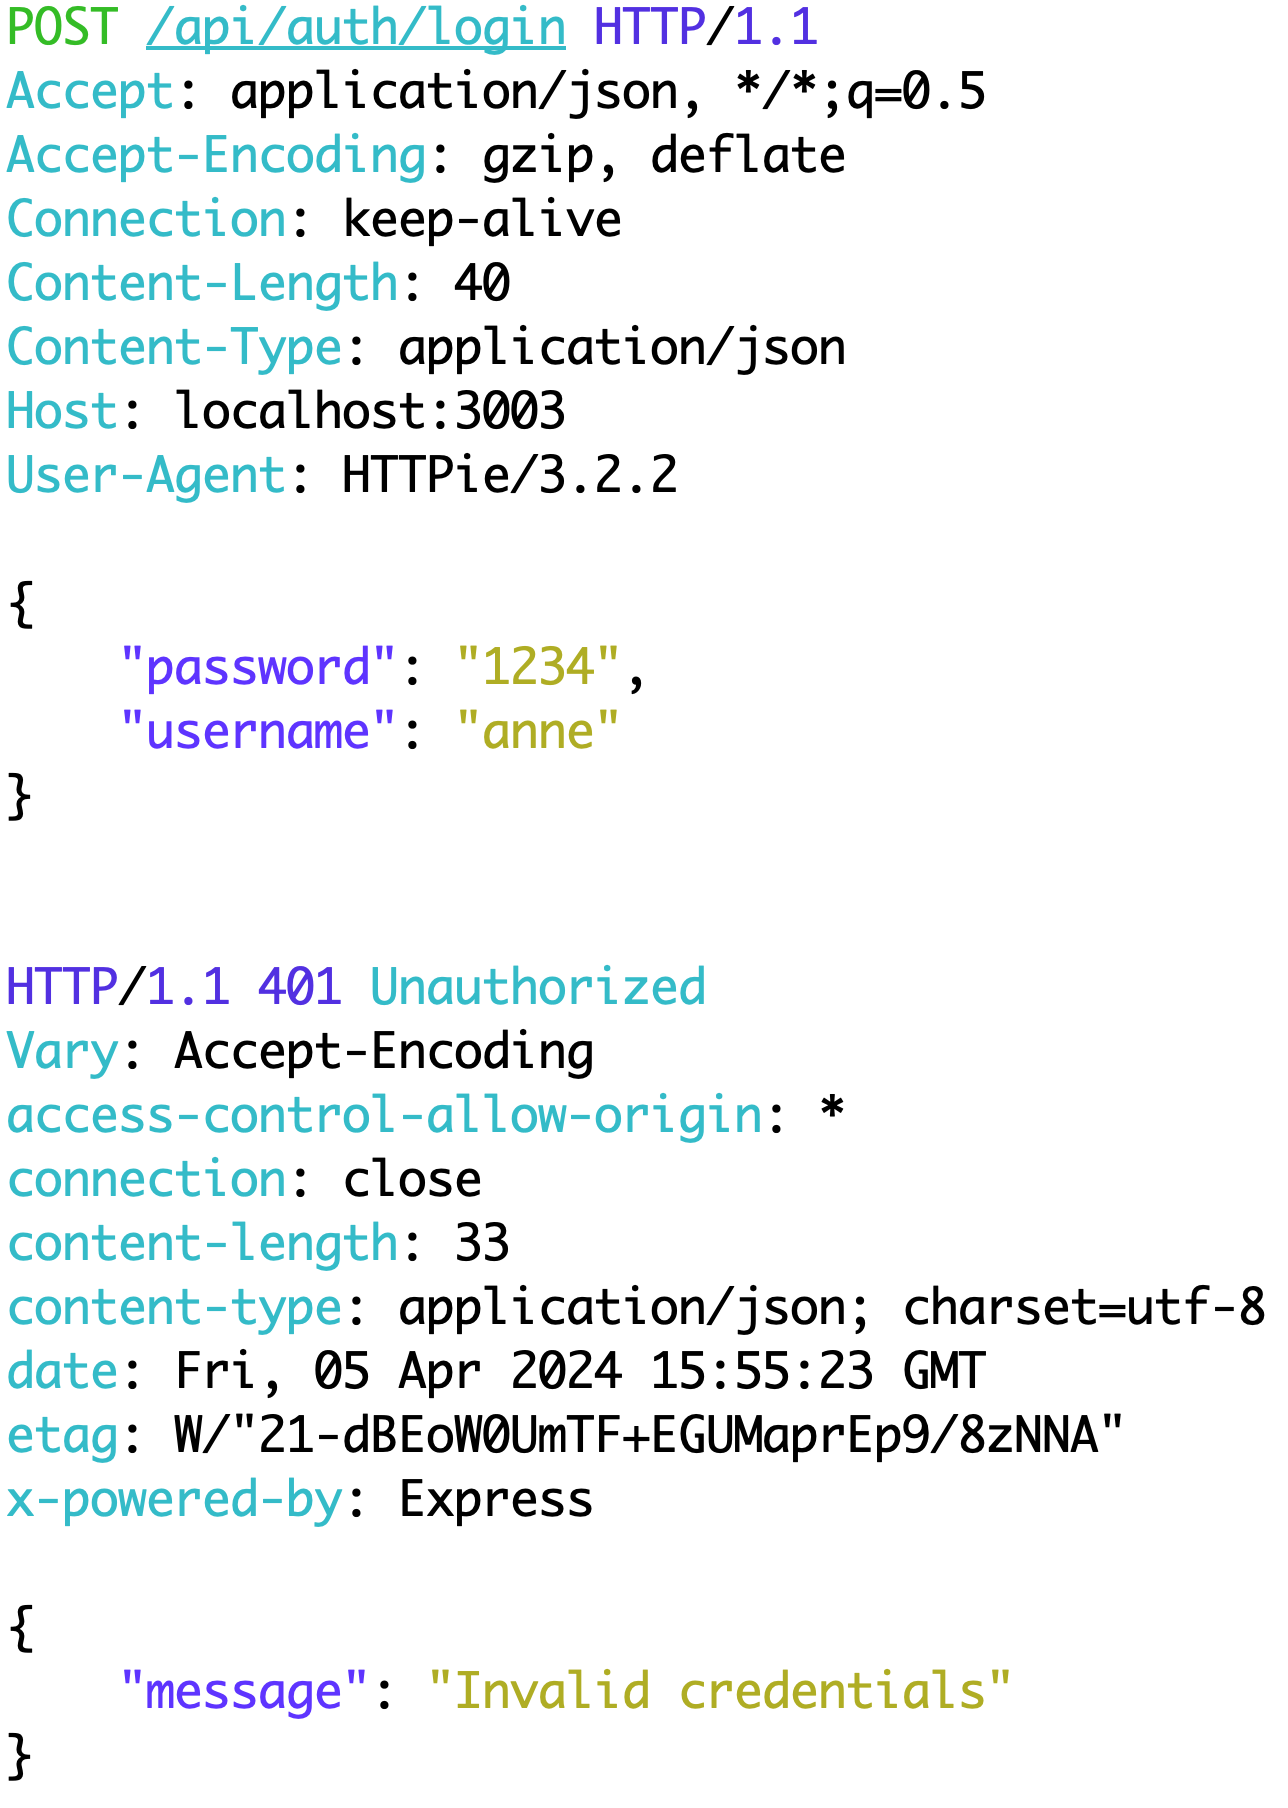 POST /api/auth/login HTTP/1.1
Accept: application/json, */*;q=0.5
Accept-Encoding: gzip, deflate
Connection: keep-alive
Content-Length: 40
Content-Type: application/json
Host: localhost:3003
User-Agent: HTTPie/3.2.2
{
    "password": "1234",
    "username": "anne"
}
HTTP/1.1 401 Unauthorized
Vary: Accept-Encoding
access-control-allow-origin: *
connection: close
content-length: 33
content-type: application/json; charset=utf-8
date: Fri, 05 Apr 2024 15:55:23 GMT
etag: W/"21-dBEoW0UmTF+EGUMaprEp9/8zNNA"
x-powered-by: Express
{
    "message": "Invalid credentials"
}